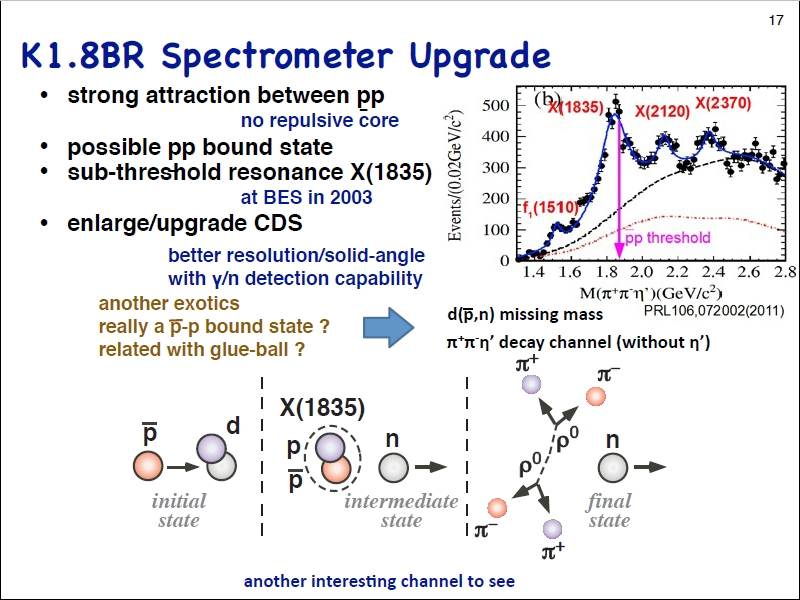 17
K1.8BR Spectrometer Upgrade
• strong attraction between p̄p
no repulsive core
• possible p̄p bound state
• sub-threshold resonance X(1835)
at BES in 2003
• enlarge/upgrade CDS
better resolution/solid-angle
with γ/n detection capability
another exotics
really a p̄-p bound state ?
related with glue-ball ?
(b)
X(1835)
X(2120)
X(2370)
f₁(1510)
p̄p threshold
Events/(0.02GeV/c²)
500
400
300
200
100
0
1.4 1.6 1.8 2.0 2.2 2.4 2.6 2.8
M(π⁺π⁻η')(GeV/c²)
PRL106,072002(2011)
d(p̄,n) missing mass
π⁺π⁻η' decay channel (without η')
p̄
d
initial
state
X(1835)
p
p̄
n
intermediate
state
π⁺
π⁻
ρ⁰
ρ⁰
n
π⁻
π⁺
final
state
another interesting channel to see